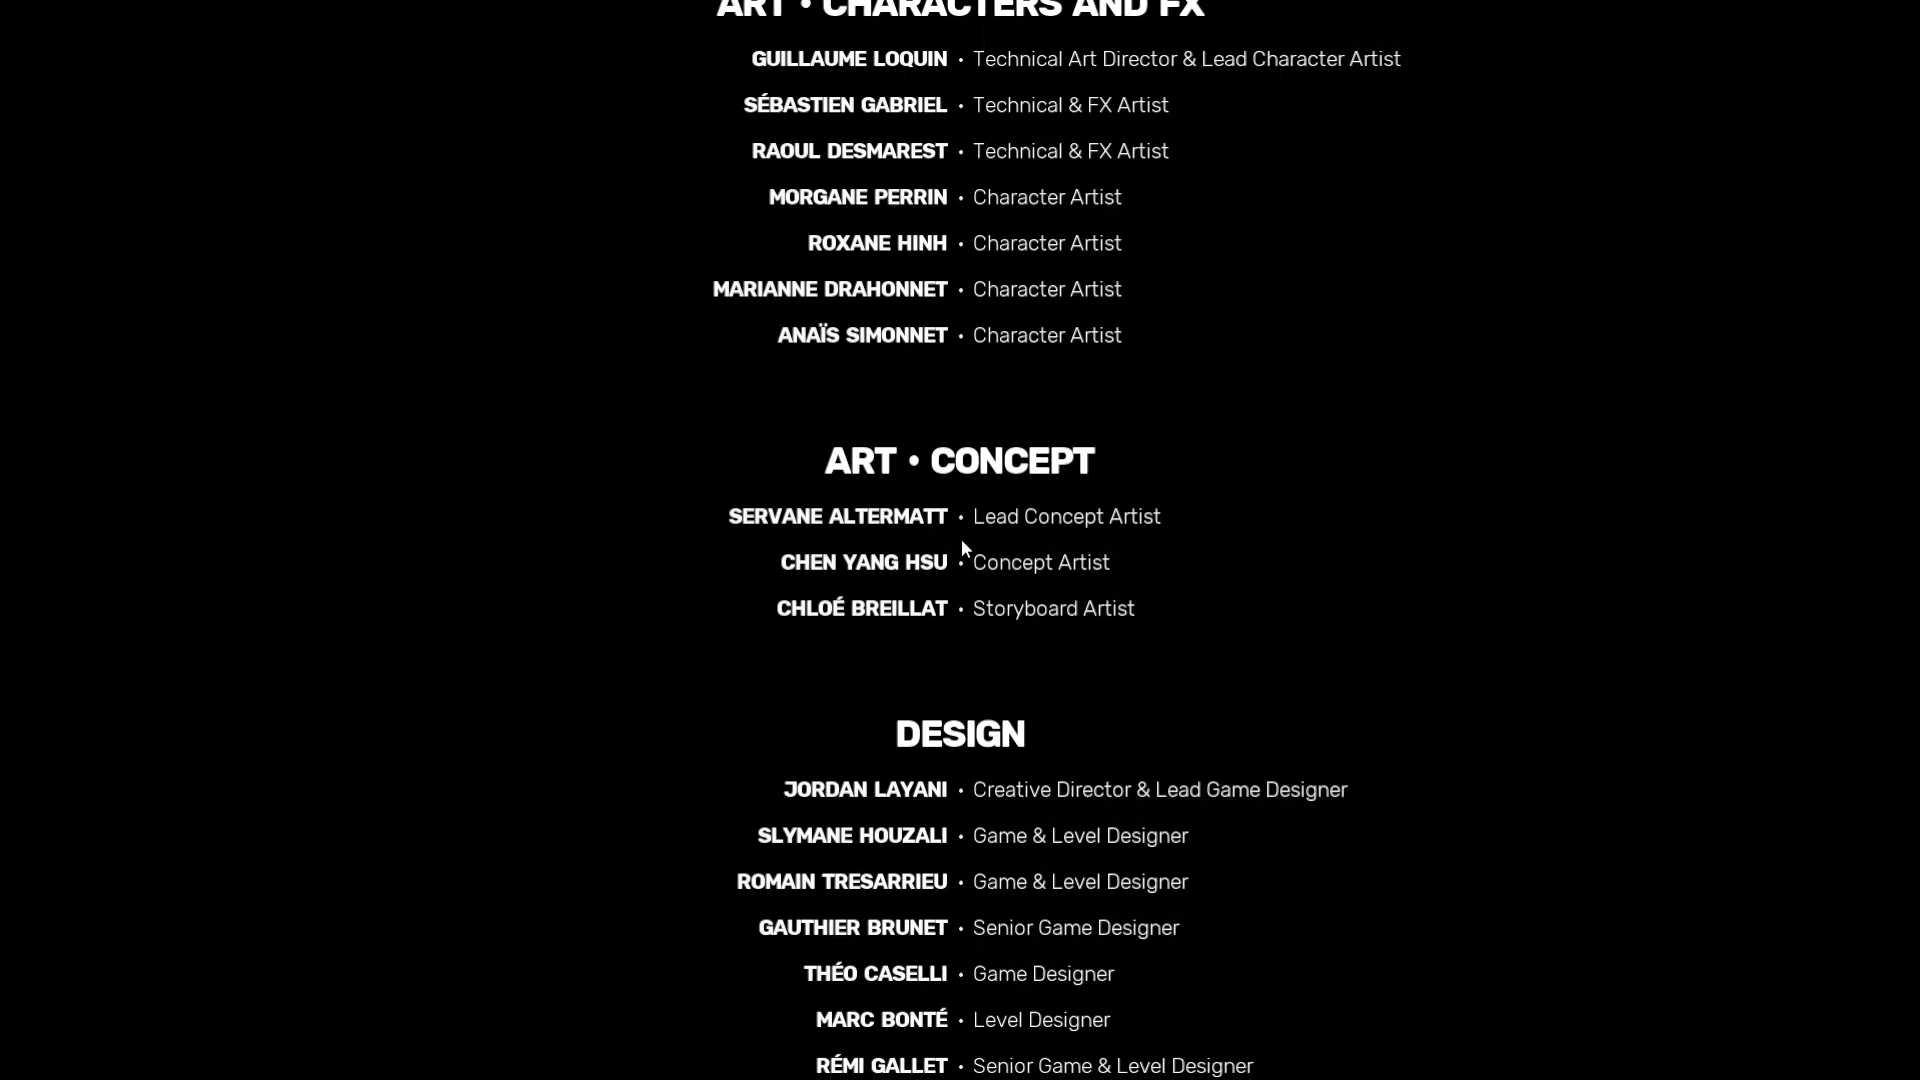 ART • CHARACTERS AND FX
GUILLAUME LOQUIN • Technical Art Director & Lead Character Artist
SÉBASTIEN GABRIEL • Technical & FX Artist
RAOUL DESMAREST • Technical & FX Artist
MORGANE PERRIN • Character Artist
ROXANE HINH • Character Artist
MARIANNE DRAHONNET • Character Artist
ANAÏS SIMONNET • Character Artist
ART • CONCEPT
SERVANE ALTERMATT • Lead Concept Artist
CHEN YANG HSU • Concept Artist
CHLOÉ BREILLAT • Storyboard Artist
DESIGN
JORDAN LAYANI • Creative Director & Lead Game Designer
SLYMANE HOUZALI • Game & Level Designer
ROMAIN TRESARRIEU • Game & Level Designer
GAUTHIER BRUNET • Senior Game Designer
THÉO CASELLI • Game Designer
MARC BONTÉ • Level Designer
RÉMI GALLET • Senior Game & Level Designer